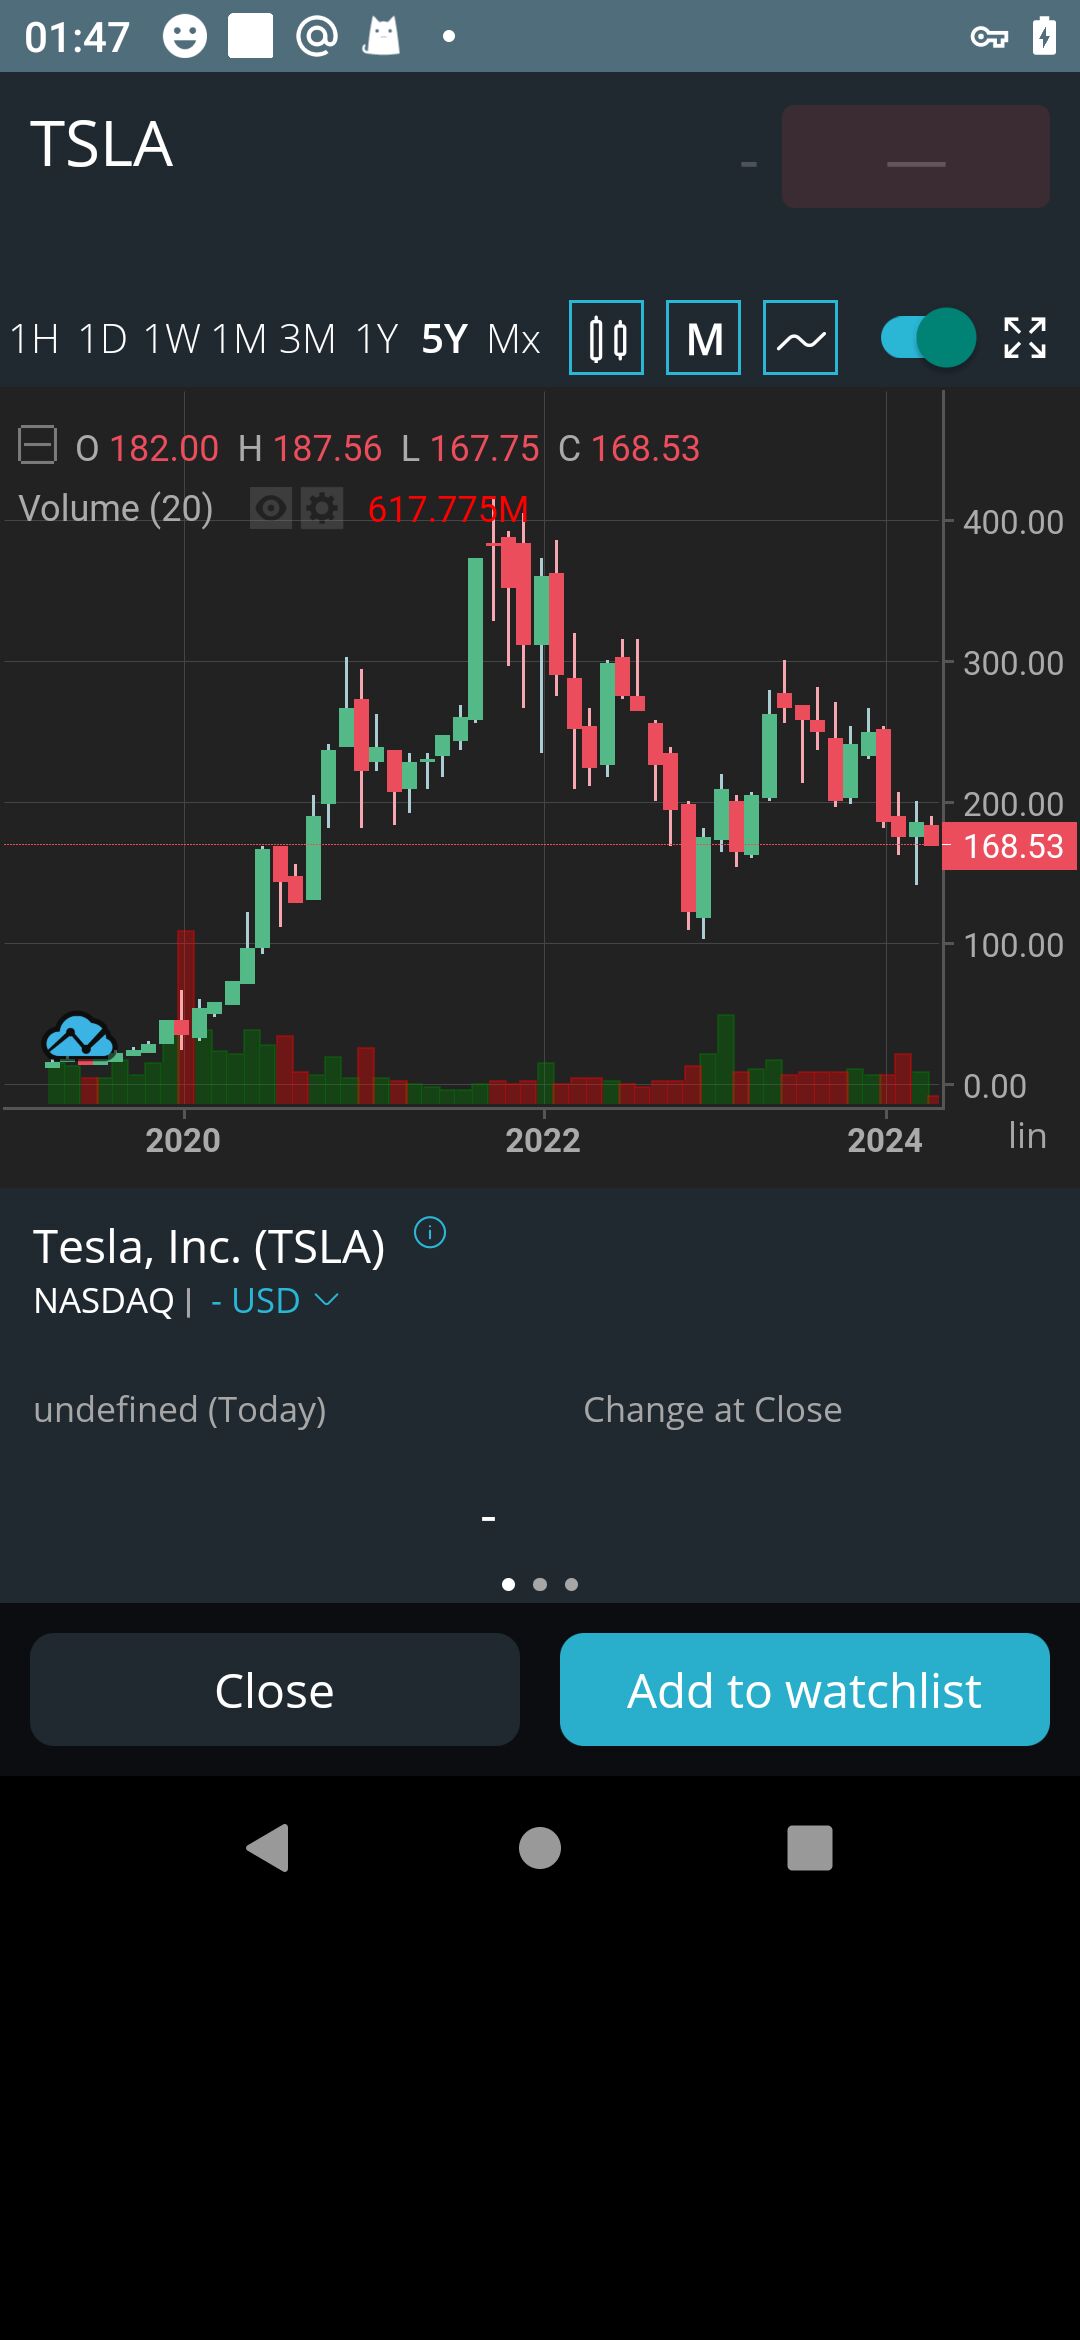 01:47
TSLA
-
—
1H 1D 1W 1M 3M 1Y 5Y Mx M
O 182.00 H 187.56 L 167.75 C 168.53
Volume (20) 617.775M
400.00
300.00
200.00
168.53
100.00
0.00
2020 2022 2024 lin
Tesla, Inc. (TSLA)
NASDAQ | - USD
undefined (Today) Change at Close
-
Close Add to watchlist